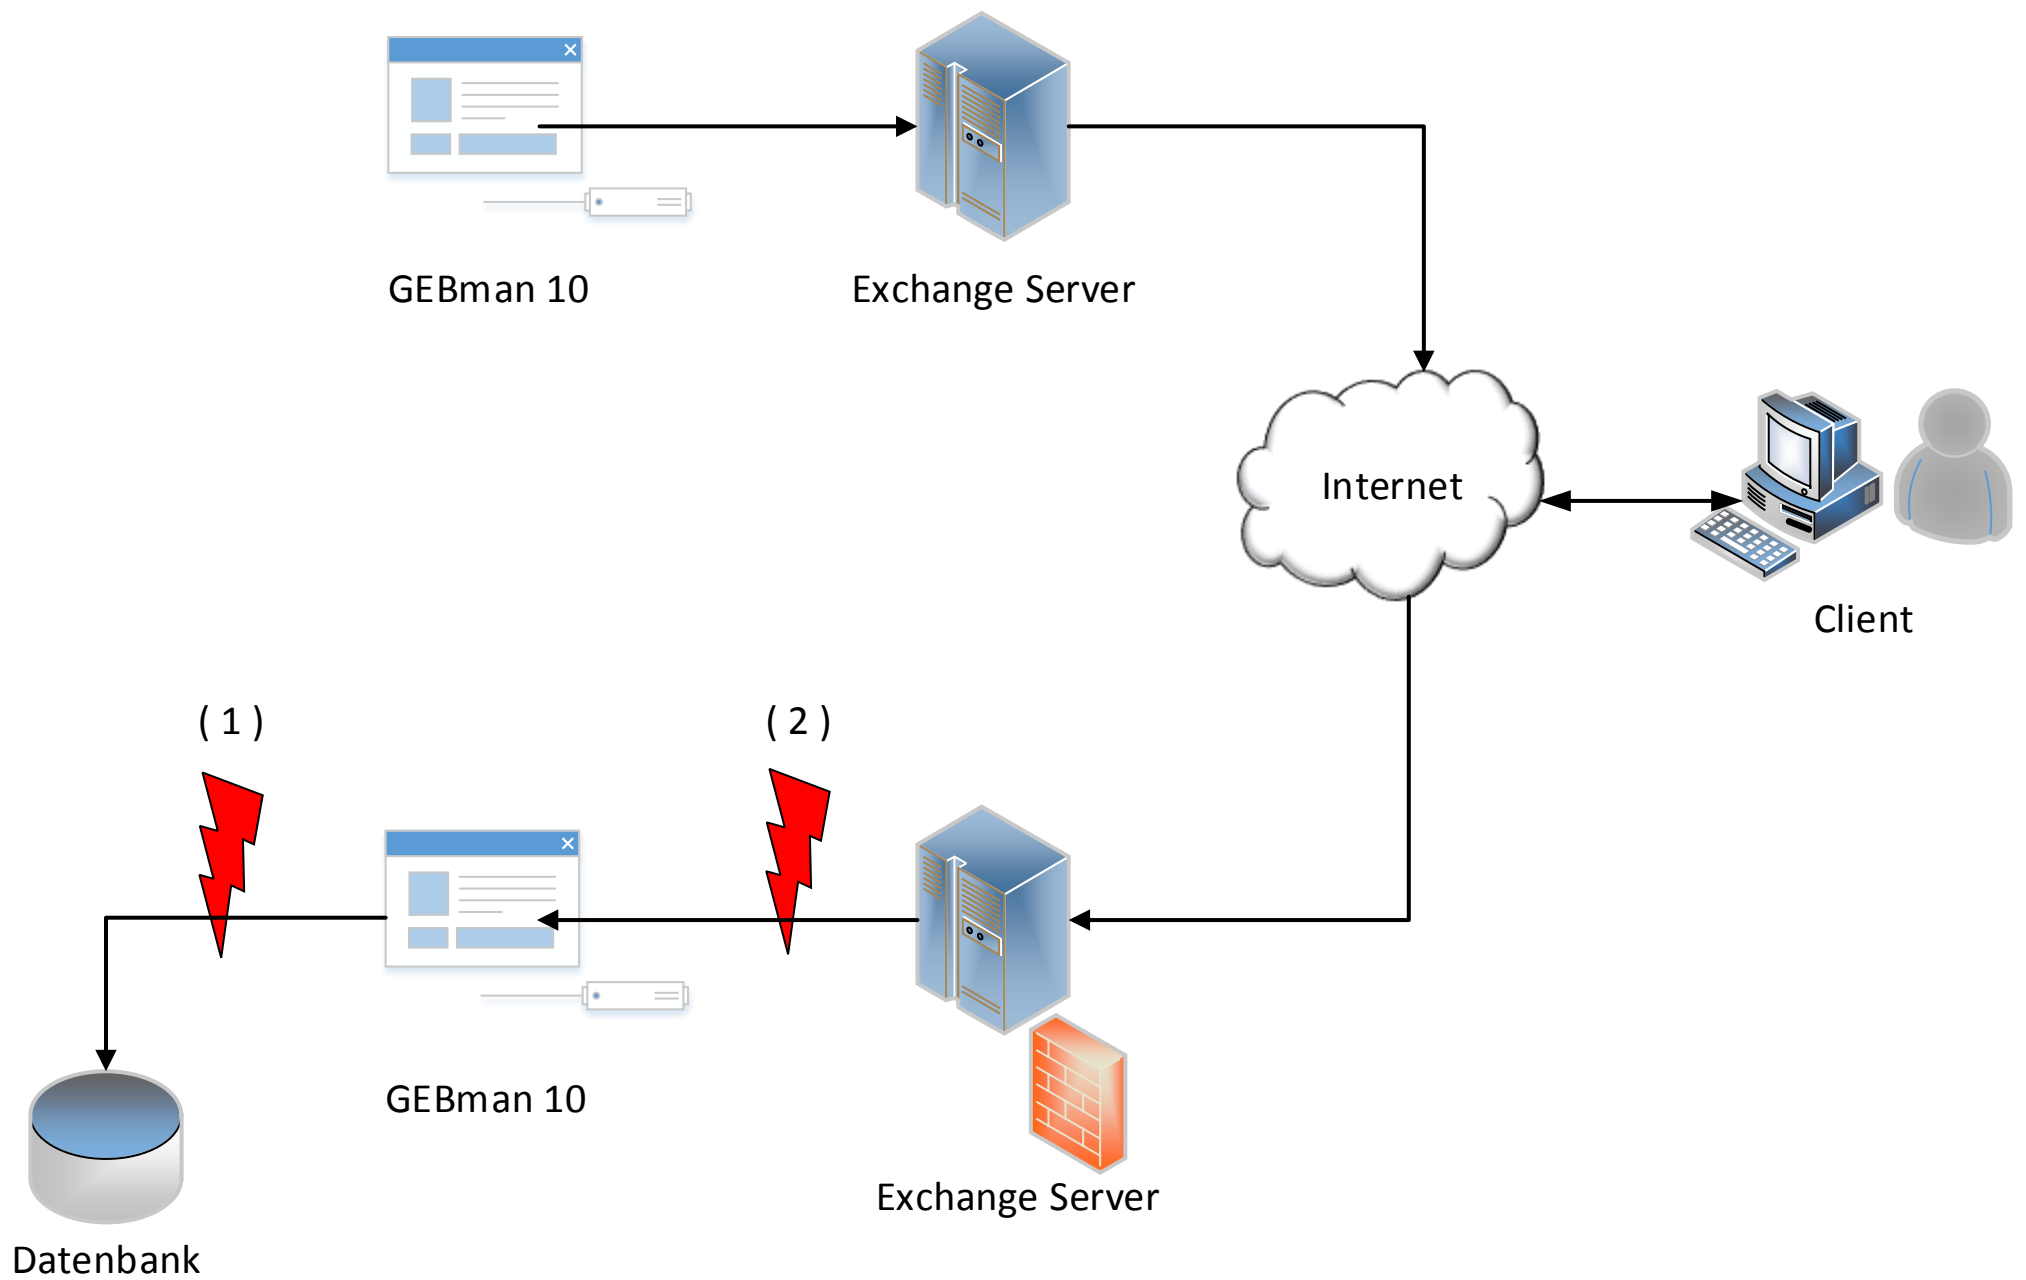 GEBman 10
Exchange Server
Internet
Client
( 1 )
( 2 )
GEBman 10
Exchange Server
Datenbank